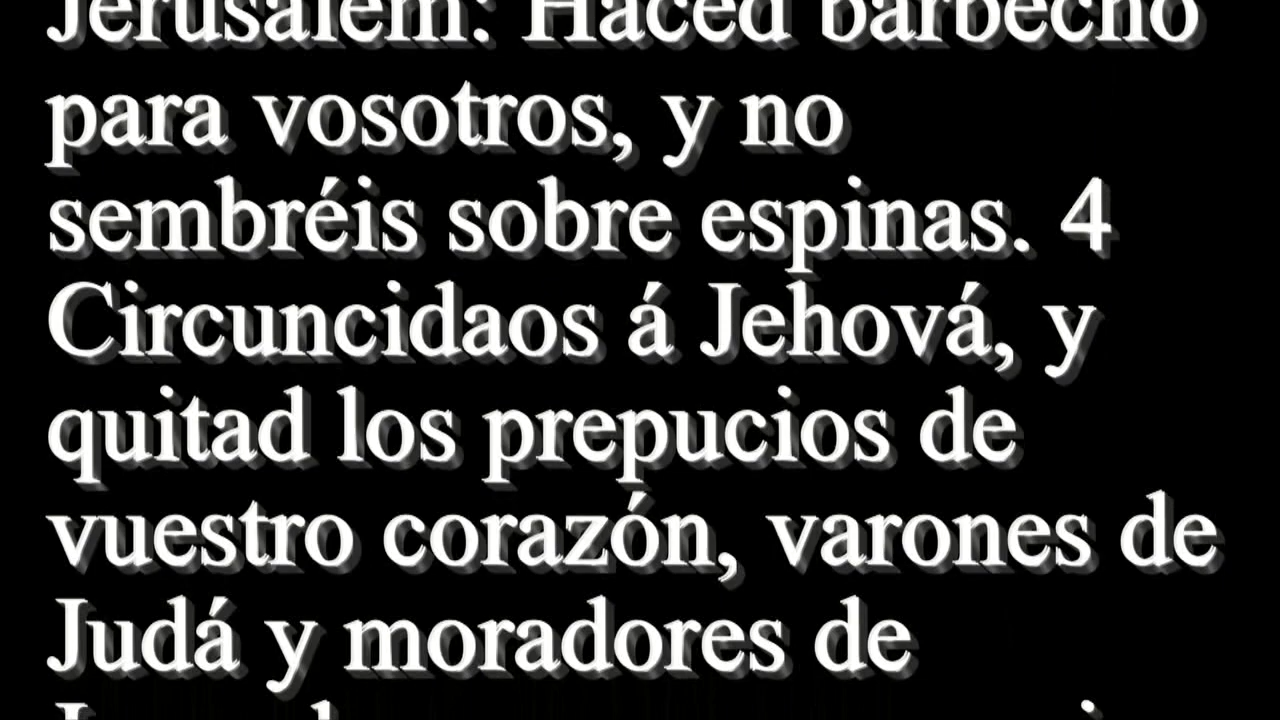 Jerusalem: Haced barbecho
para vosotros, y no
sembréis sobre espinas. 4
Circuncidaos á Jehová, y
quitad los prepucios de
vuestro corazón, varones de
Judá y moradores de